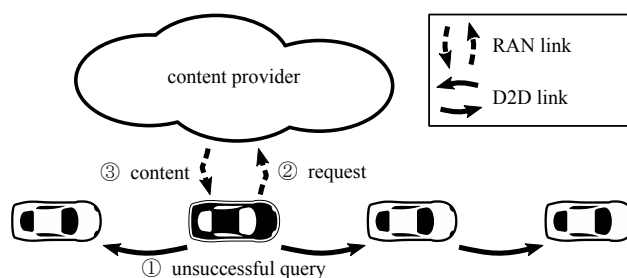 content provider
RAN link
D2D link
③ content
② request
① unsuccessful query